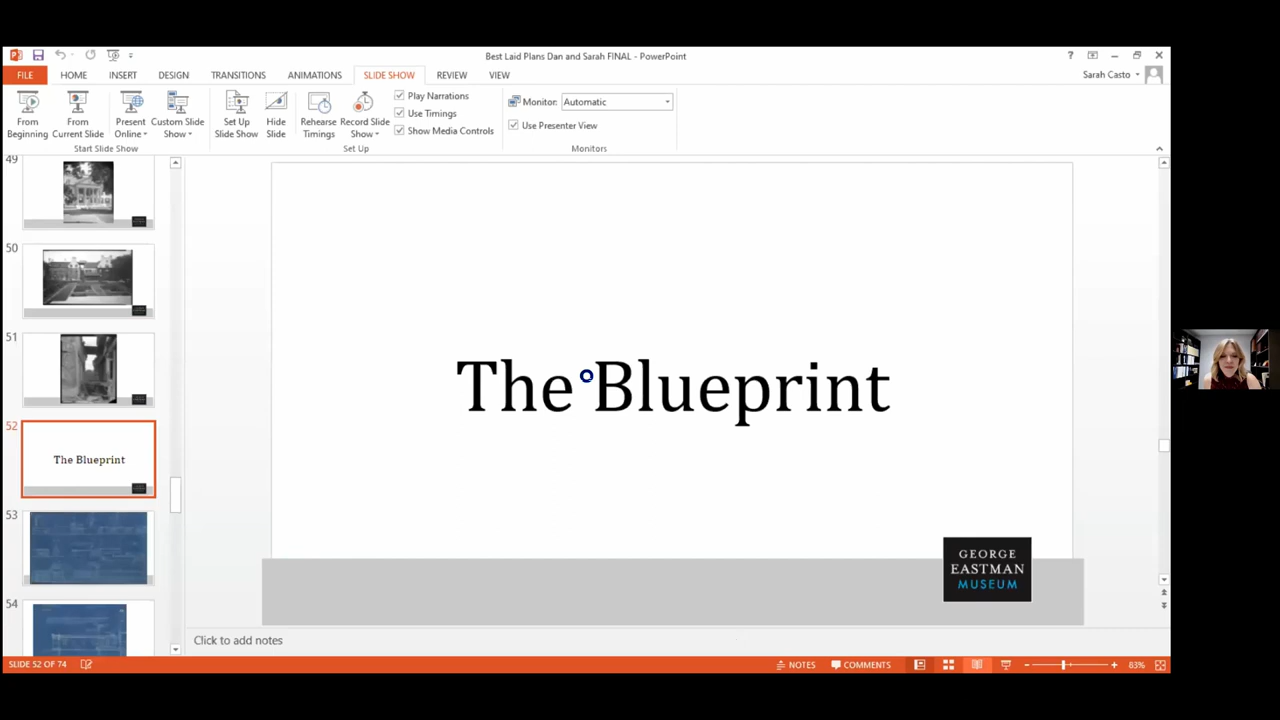 Best Laid Plans Dan and Sarah FINAL - PowerPoint
?
FILE
HOME
INSERT
DESIGN
TRANSITIONS
ANIMATIONS
SLIDE SHOW
REVIEW
VIEW
Sarah Casto
From Beginning
From Current Slide
Present Online
Custom Slide Show
Start Slide Show
Set Up Slide Show
Hide Slide
Rehearse Timings
Record Slide Show
Play Narrations
Use Timings
Show Media Controls
Set Up
Monitor: Automatic
Use Presenter View
Monitors
49
50
51
52
The Blueprint
53
54
The Blueprint
GEORGE
EASTMAN
MUSEUM
Click to add notes
SLIDE 52 OF 74
NOTES
COMMENTS
83%